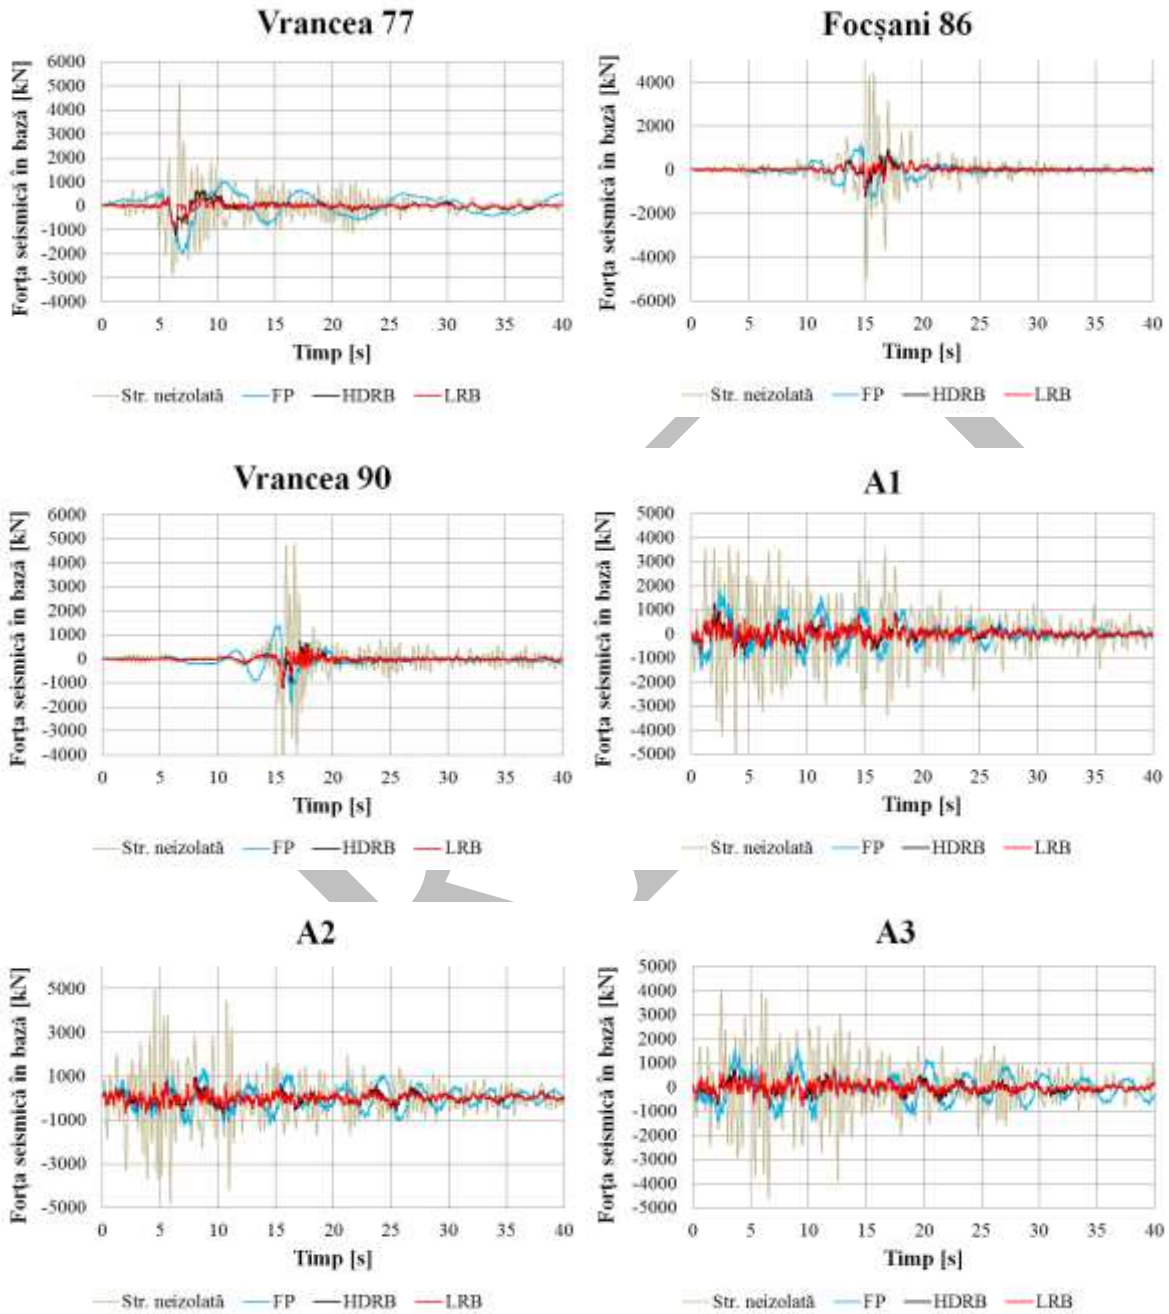 Vrancea 77
Forța seismică în bază [kN]
6000
5000
4000
3000
2000
1000
0
-1000
-2000
-3000
-4000
0 5 10 15 20 25 30 35 40
Timp [s]
Str. neizolată FP HDRB LRB
Focșani 86
Forța seismică în bază [kN]
4000
2000
0
-2000
-4000
-6000
0 5 10 15 20 25 30 35 40
Timp [s]
Str. neizolată FP HDRB LRB
Vrancea 90
Forța seismică în bază [kN]
6000
5000
4000
3000
2000
1000
0
-1000
-2000
-3000
-4000
0 5 10 15 20 25 30 35 40
Timp [s]
Str. neizolată FP HDRB LRB
A1
Forța seismică în bază [kN]
5000
4000
3000
2000
1000
0
-1000
-2000
-3000
-4000
-5000
0 5 10 15 20 25 30 35 40
Timp [s]
Str. neizolată FP HDRB LRB
A2
Forța seismică în bază [kN]
5000
3000
1000
-1000
-3000
-5000
0 5 10 15 20 25 30 35 40
Timp [s]
Str. neizolată FP HDRB LRB
A3
Forța seismică în bază [kN]
5000
4000
3000
2000
1000
0
-1000
-2000
-3000
-4000
-5000
0 5 10 15 20 25 30 35 40
Timp [s]
Str. neizolată FP HDRB LRB